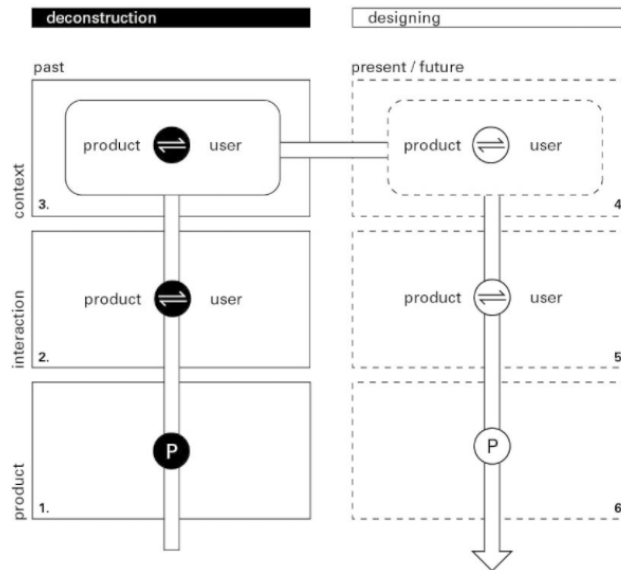 deconstruction
designing
past
present / future
product user
product user
context
3.
4
product user
product user
interaction
2.
5
P
P
product
1.
6